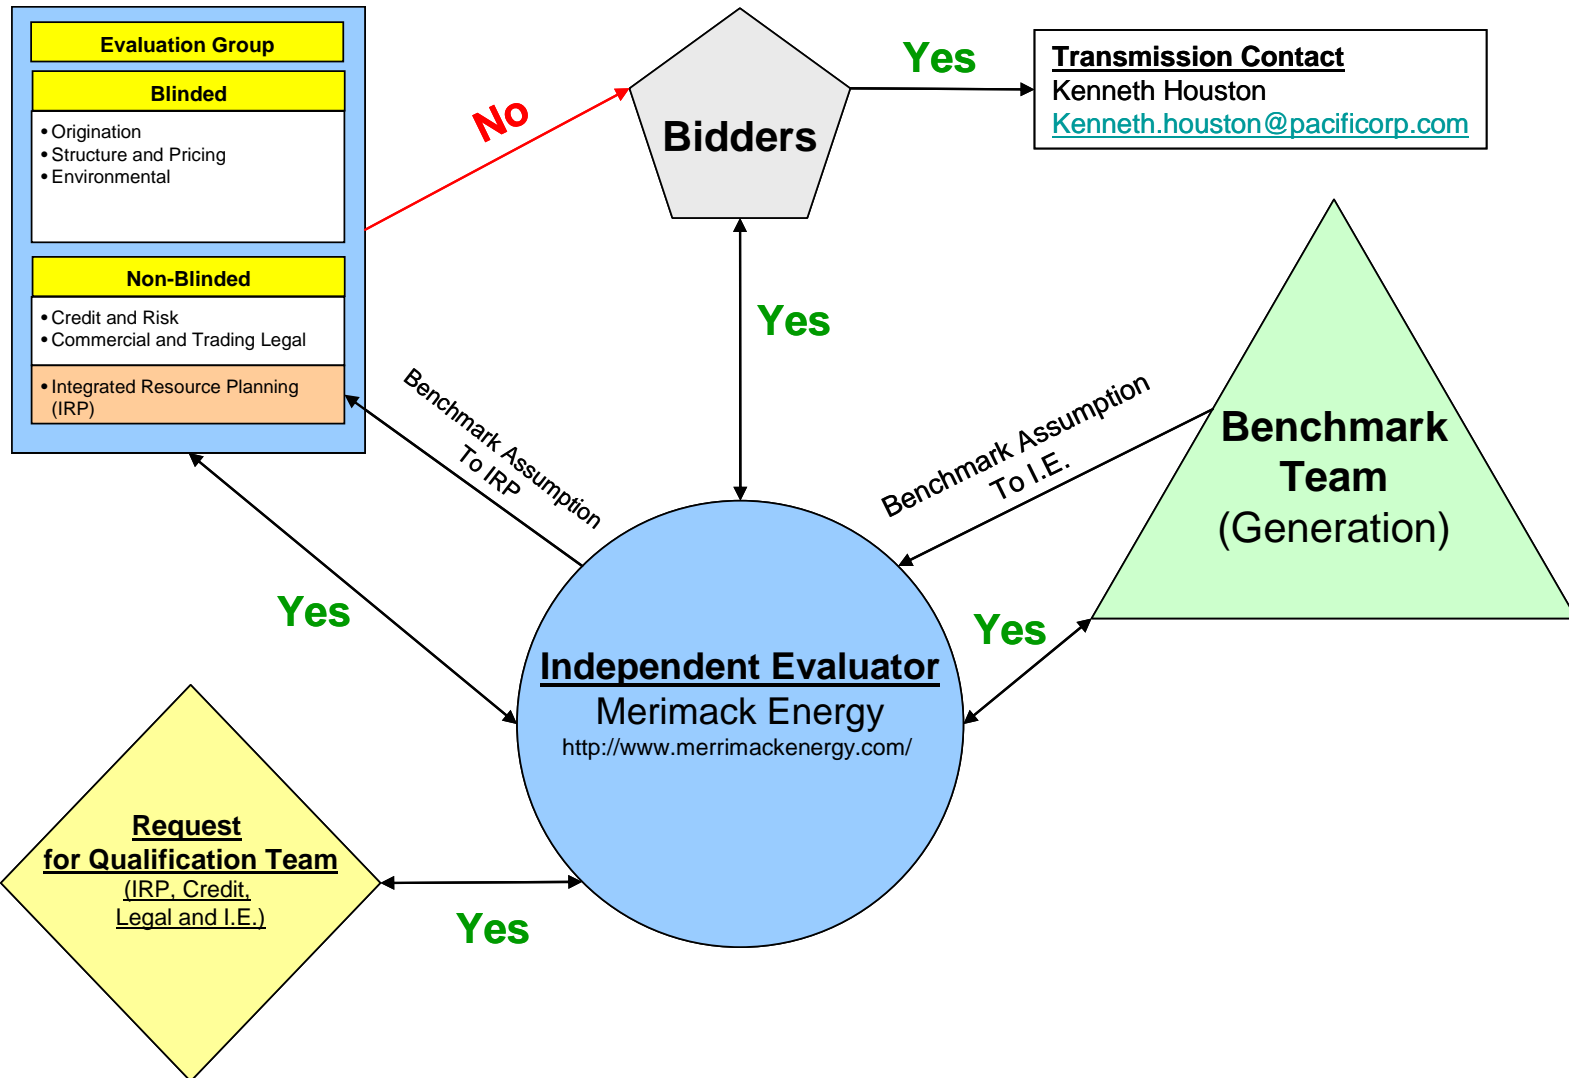 Evaluation Group
Blinded
• Origination
• Structure and Pricing
• Environmental
Non-Blinded
• Credit and Risk
• Commercial and Trading Legal
• Integrated Resource Planning
(IRP)
No
Bidders
Yes
Transmission Contact
Kenneth Houston
Kenneth.houston@pacificorp.com
Yes
Benchmark Assumption
To IRP
Benchmark Assumption
To I.E.
Benchmark
Team
(Generation)
Yes
Yes
Independent Evaluator
Merimack Energy
http://www.merrimackenergy.com/
Request
for Qualification Team
(IRP, Credit,
Legal and I.E.)
Yes